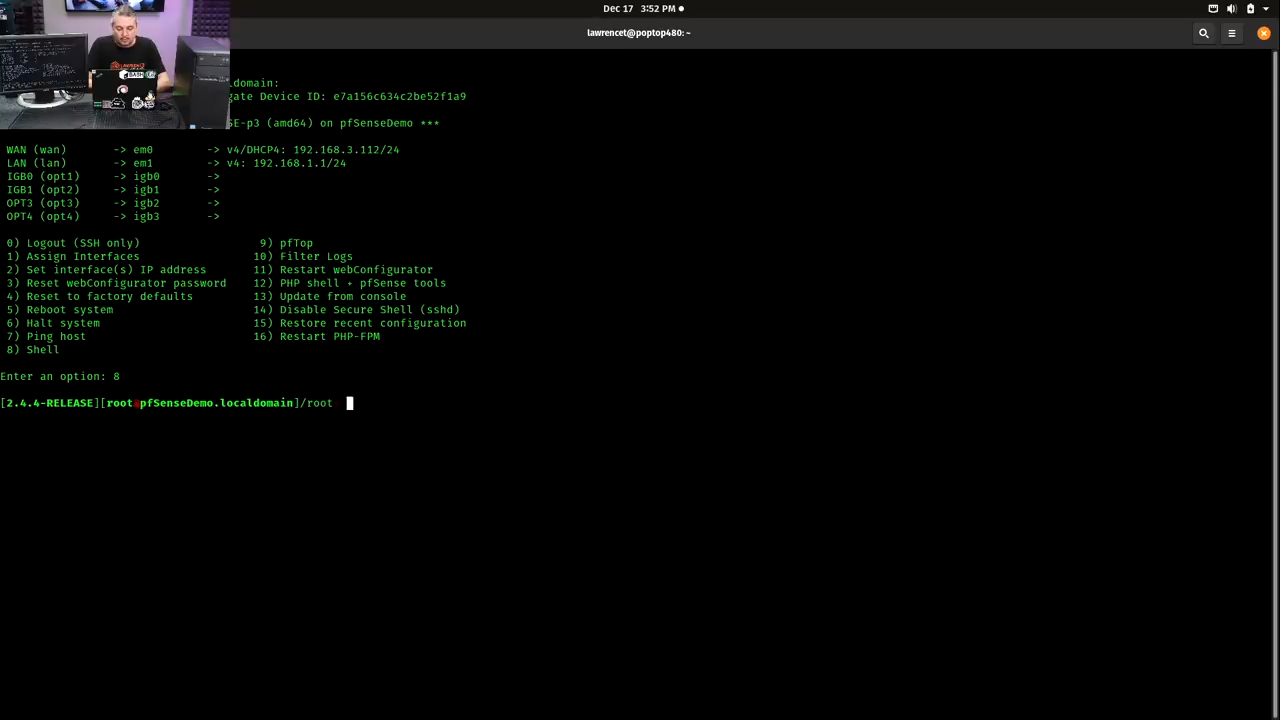 Dec 17 3:52 PM
lawrencet@poptop480: ~
ldomain:
gate Device ID: e7a156c634c2be52f1a9
SE-p3 (amd64) on pfSenseDemo ***
WAN (wan) -> em0 -> v4/DHCP4: 192.168.3.112/24
LAN (lan) -> em1 -> v4: 192.168.1.1/24
IGB0 (opt1) -> igb0 ->
IGB1 (opt2) -> igb1 ->
OPT3 (opt3) -> igb2 ->
OPT4 (opt4) -> igb3 ->
0) Logout (SSH only) 9) pfTop
1) Assign Interfaces 10) Filter Logs
2) Set interface(s) IP address 11) Restart webConfigurator
3) Reset webConfigurator password 12) PHP shell + pfSense tools
4) Reset to factory defaults 13) Update from console
5) Reboot system 14) Disable Secure Shell (sshd)
6) Halt system 15) Restore recent configuration
7) Ping host 16) Restart PHP-FPM
8) Shell
Enter an option: 8
[2.4.4-RELEASE][root@pfSenseDemo.localdomain]/root
BASH